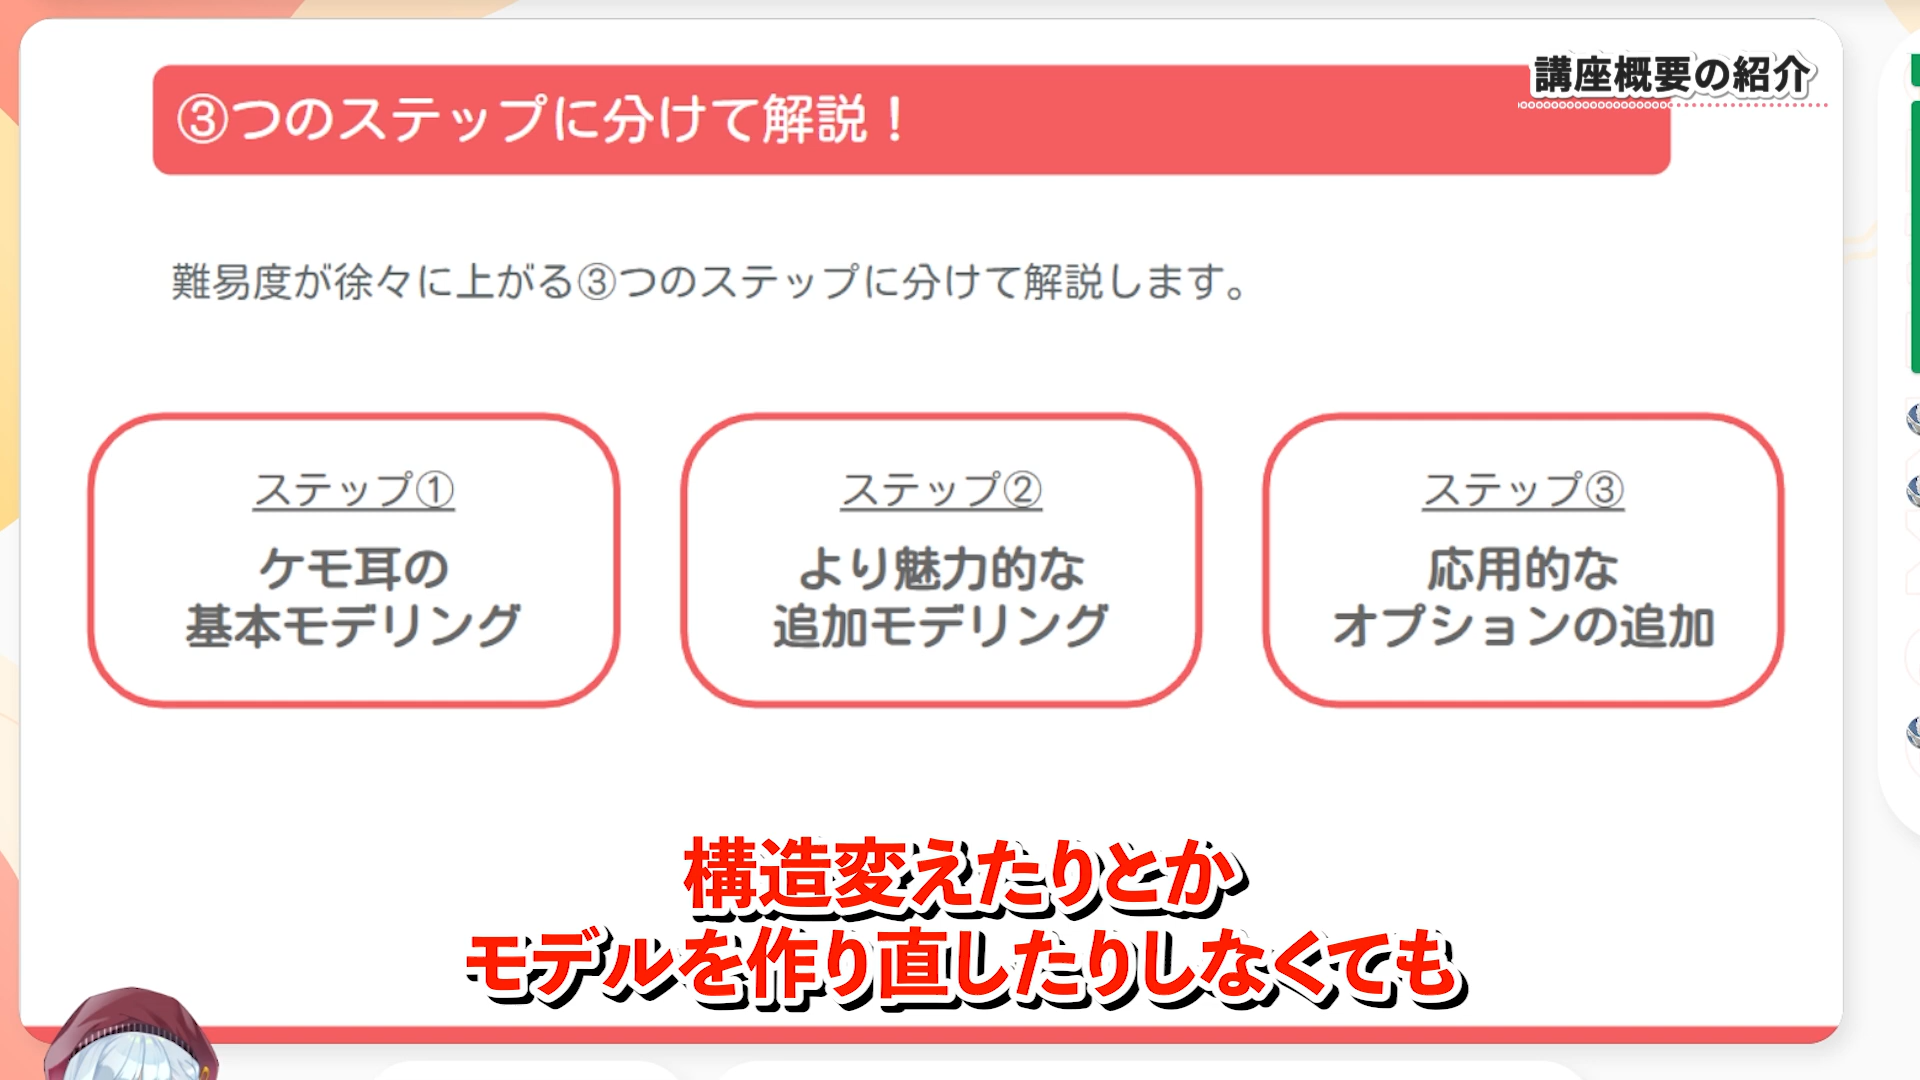 講座概要の紹介
③つのステップに分けて解説！
難易度が徐々に上がる③つのステップに分けて解説します。
ステップ①
ケモ耳の
基本モデリング
ステップ②
より魅力的な
追加モデリング
ステップ③
応用的な
オプションの追加
構造変えたりとか
モデルを作り直したりしなくても